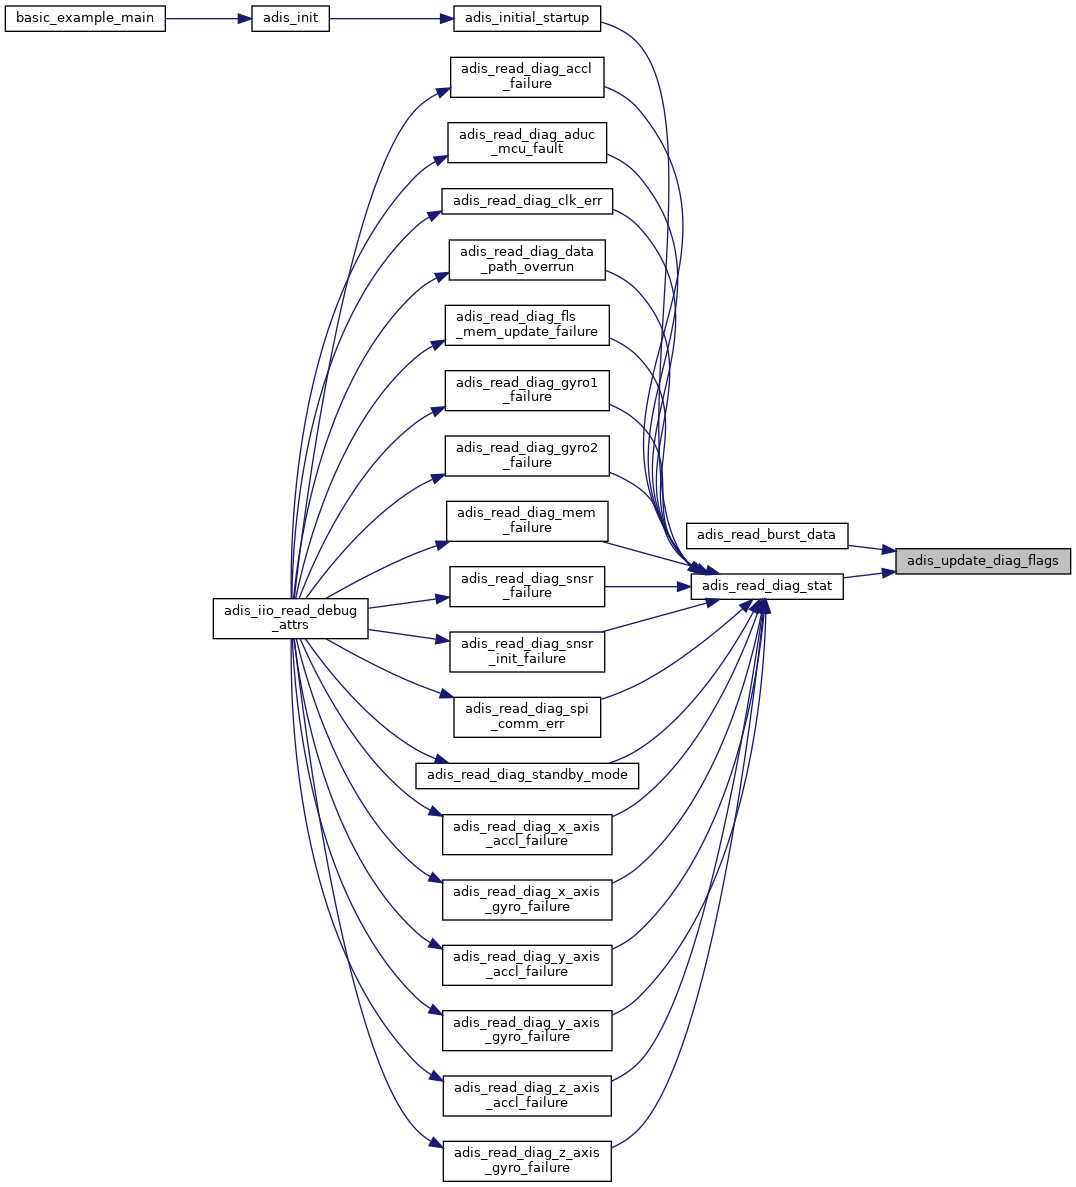 basic_example_main
adis_init
adis_initial_startup
adis_read_diag_accl
_failure
adis_read_diag_aduc
_mcu_fault
adis_read_diag_clk_err
adis_read_diag_data
_path_overrun
adis_read_diag_fls
_mem_update_failure
adis_read_diag_gyro1
_failure
adis_read_diag_gyro2
_failure
adis_read_diag_mem
_failure
adis_read_burst_data
adis_update_diag_flags
adis_read_diag_snsr
_failure
adis_read_diag_stat
adis_iio_read_debug
_attrs
adis_read_diag_snsr
_init_failure
adis_read_diag_spi
_comm_err
adis_read_diag_standby_mode
adis_read_diag_x_axis
_accl_failure
adis_read_diag_x_axis
_gyro_failure
adis_read_diag_y_axis
_accl_failure
adis_read_diag_y_axis
_gyro_failure
adis_read_diag_z_axis
_accl_failure
adis_read_diag_z_axis
_gyro_failure